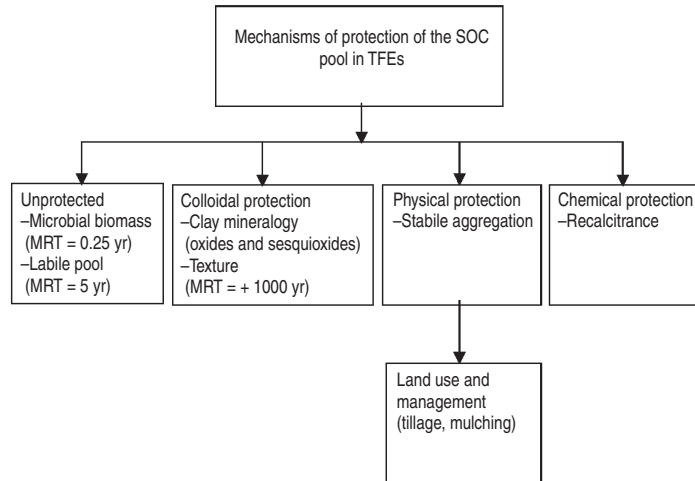 Mechanisms of protection of the SOC
pool in TFEs
Unprotected
–Microbial biomass
(MRT = 0.25 yr)
–Labile pool
(MRT = 5 yr)
Colloidal protection
–Clay mineralogy
(oxides and sesquioxides)
–Texture
(MRT = + 1000 yr)
Physical protection
–Stabile aggregation
Chemical protection
–Recalcitrance
Land use and
management
(tillage, mulching)